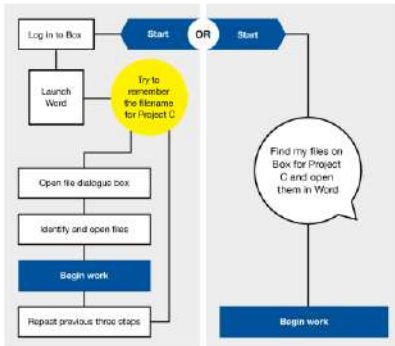 Start
OR
Start
Log in to Box
Launch
Word
Try to
remember
the filename
for Project C
Open file dialogue box
Identify and open files
Begin work
Repeat previous three steps
Find my files on
Box for Project
C and open
them in Word
Begin work